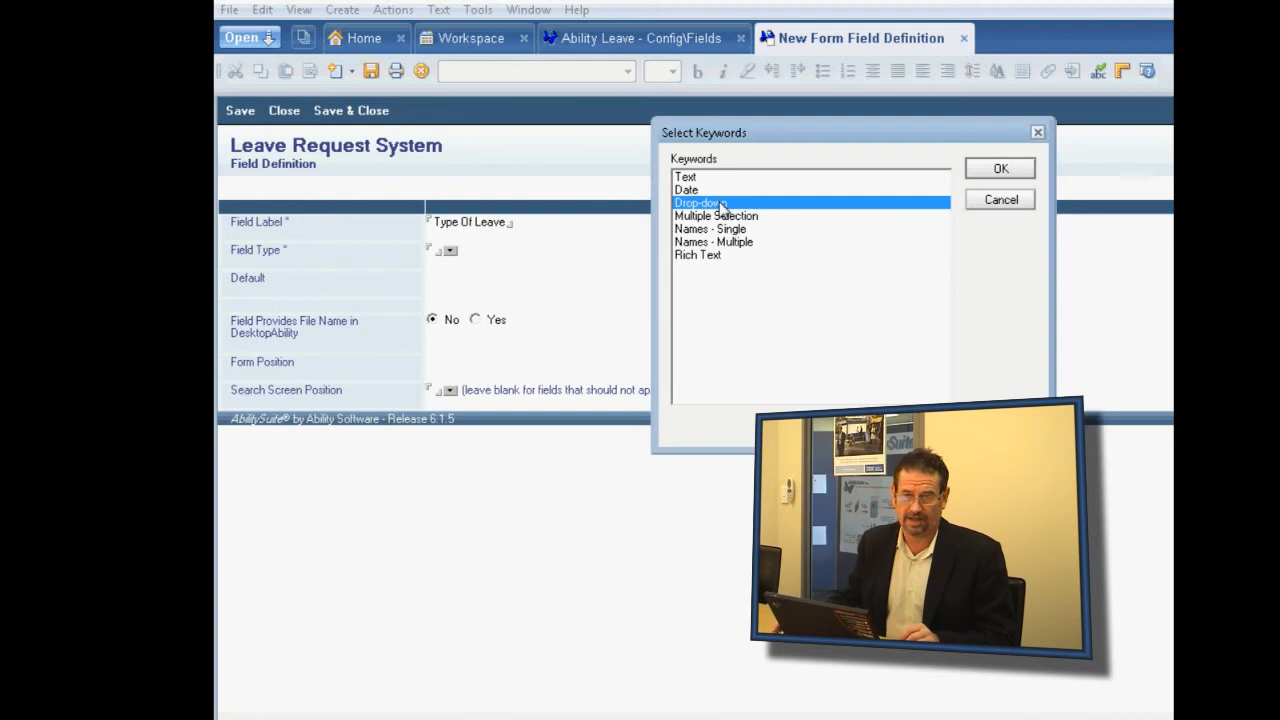 File Edit View Create Actions Text Tools Window Help
Open Home Workspace Ability Leave - Config\Fields New Form Field Definition
Save Close Save & Close
Leave Request System
Field Definition
Field Label * Type Of Leave
Field Type *
Default
Field Provides File Name in
DesktopAbility
No Yes
Form Position
Search Screen Position (leave blank for fields that should not ap
AbilitySuite® by Ability Software - Release 6.1.5
Select Keywords
Keywords
Text
Date
Drop-down
Multiple Selection
Names - Single
Names - Multiple
Rich Text
OK
Cancel